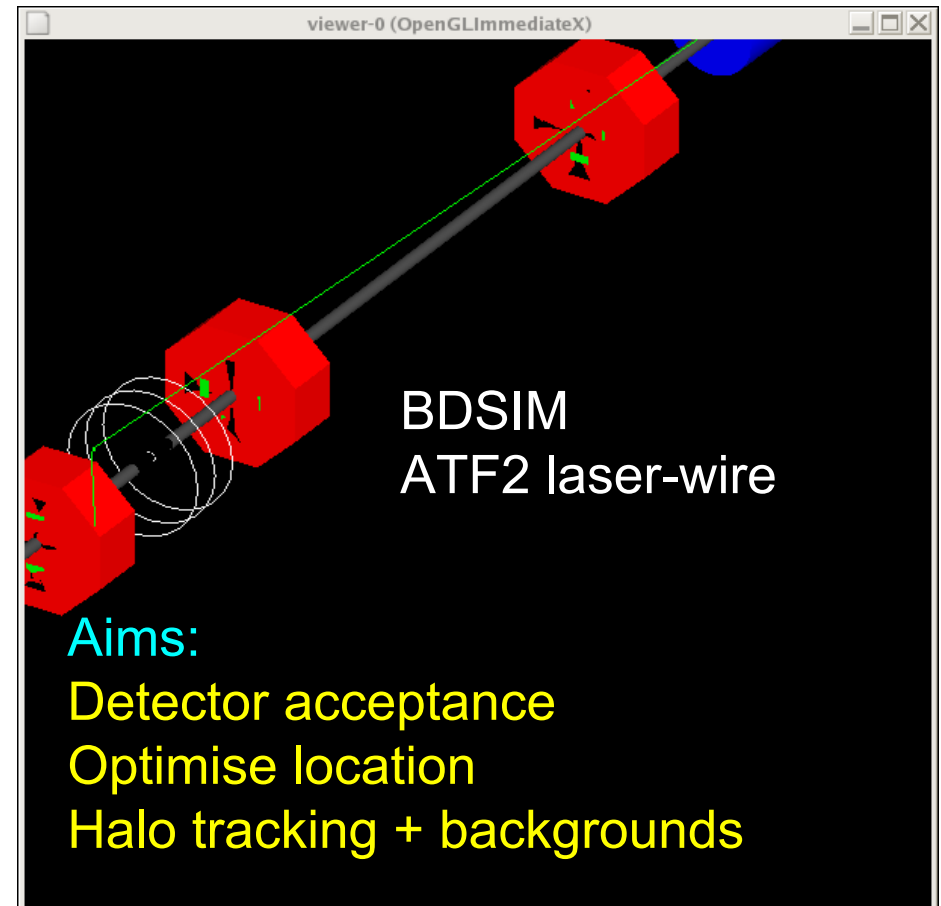 viewer-0 (OpenGLImmediateX)
BDSIM
ATF2 laser-wire
Aims:
Detector acceptance
Optimise location
Halo tracking + backgrounds